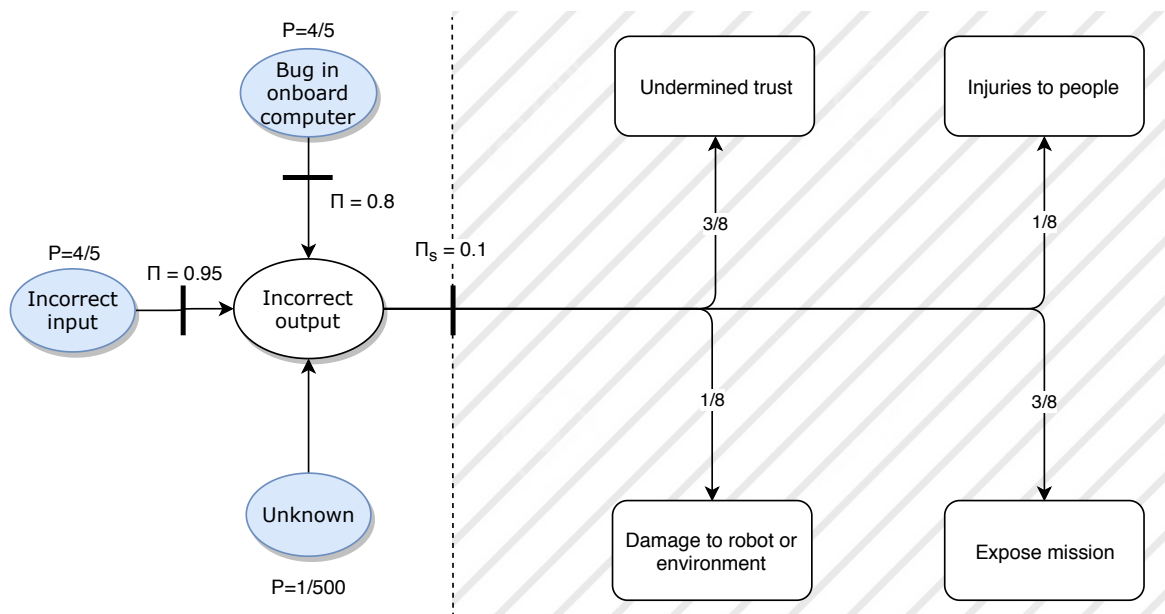 P=4/5
Bug in
onboard
computer
Undermined trust
Injuries to people
Π = 0.8
3/8
1/8
Πs = 0.1
P=4/5
Π = 0.95
Incorrect
input
Incorrect
output
1/8
3/8
Unknown
Damage to robot or
environment
Expose mission
P=1/500